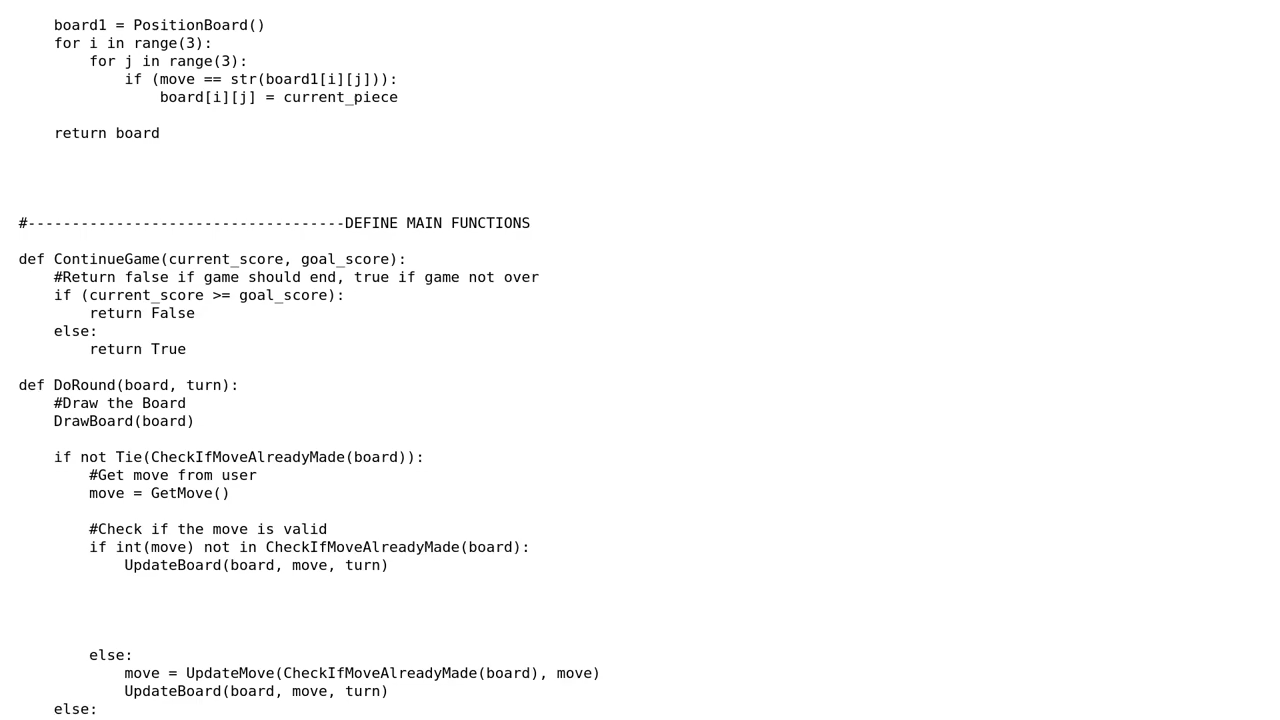 board1 = PositionBoard()
    for i in range(3):
        for j in range(3):
            if (move == str(board1[i][j])):
                board[i][j] = current_piece

    return board




#------------------------------------DEFINE MAIN FUNCTIONS

def ContinueGame(current_score, goal_score):
    #Return false if game should end, true if game not over
    if (current_score >= goal_score):
        return False
    else:
        return True

def DoRound(board, turn):
    #Draw the Board
    DrawBoard(board)

    if not Tie(CheckIfMoveAlreadyMade(board)):
        #Get move from user
        move = GetMove()

        #Check if the move is valid
        if int(move) not in CheckIfMoveAlreadyMade(board):
            UpdateBoard(board, move, turn)




        else:
            move = UpdateMove(CheckIfMoveAlreadyMade(board), move)
            UpdateBoard(board, move, turn)
    else: